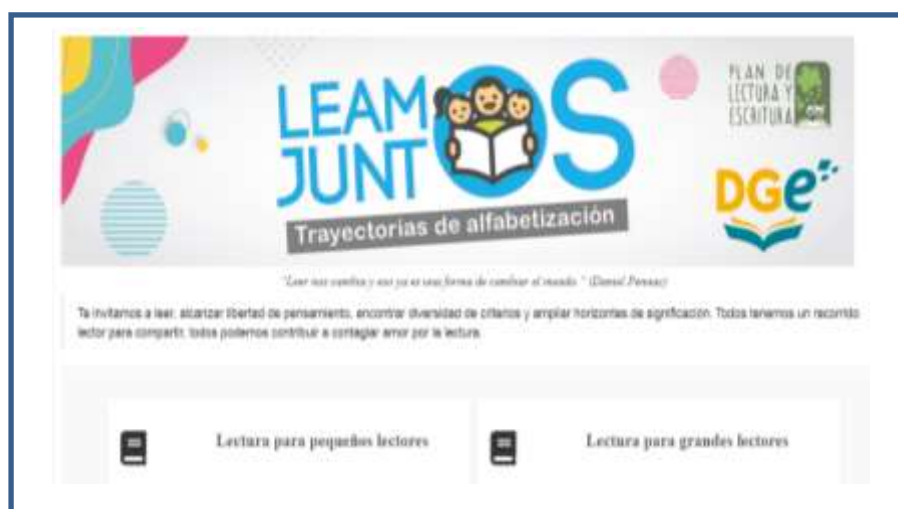 LEAMOS
JUNTOS
Trayectorias de alfabetización
PLAN DE
LECTURA Y
ESCRITURA
DGe
"Leer nos cambia y eso ya es una forma de cambiar el mundo." (Daniel Pennac)
Te invitamos a leer, alcanzar libertad de pensamiento, encontrar diversidad de criterios y ampliar horizontes de significación. Todos tenemos un recorrido
lector para compartir, todos podemos contribuir a contagiar amor por la lectura.
Lectura para pequeños lectores
Lectura para grandes lectores